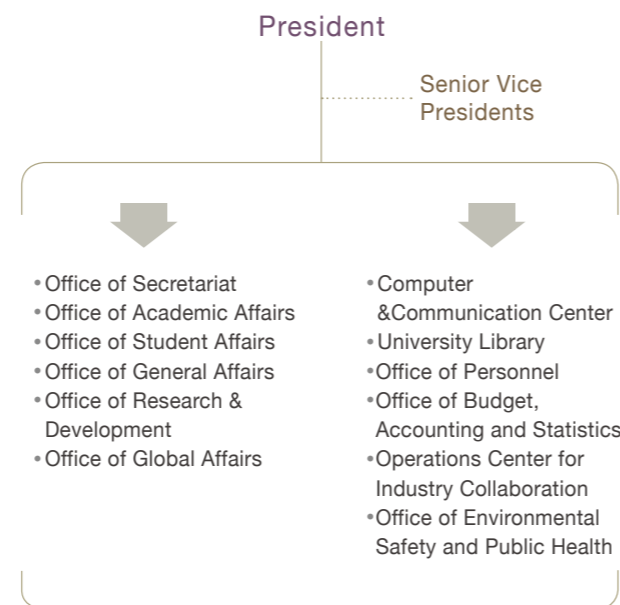 President
Senior Vice
Presidents
•Office of Secretariat
•Office of Academic Affairs
•Office of Student Affairs
•Office of General Affairs
•Office of Research &
Development
•Office of Global Affairs
•Computer
&Communication Center
•University Library
•Office of Personnel
•Office of Budget,
Accounting and Statistics
•Operations Center for
Industry Collaboration
•Office of Environmental
Safety and Public Health